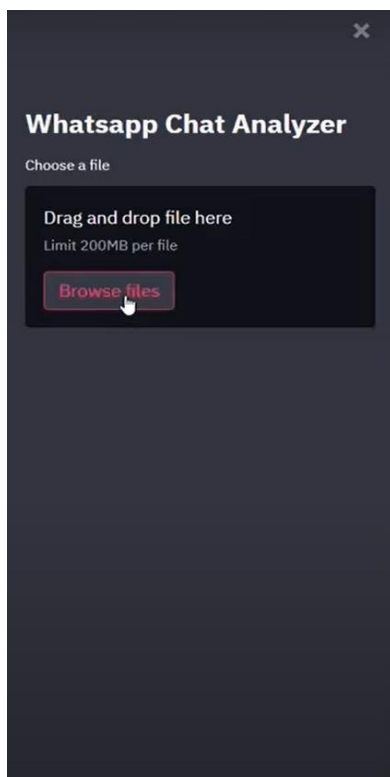 Whatsapp Chat Analyzer
Choose a file
Drag and drop file here
Limit 200MB per file
Browse files